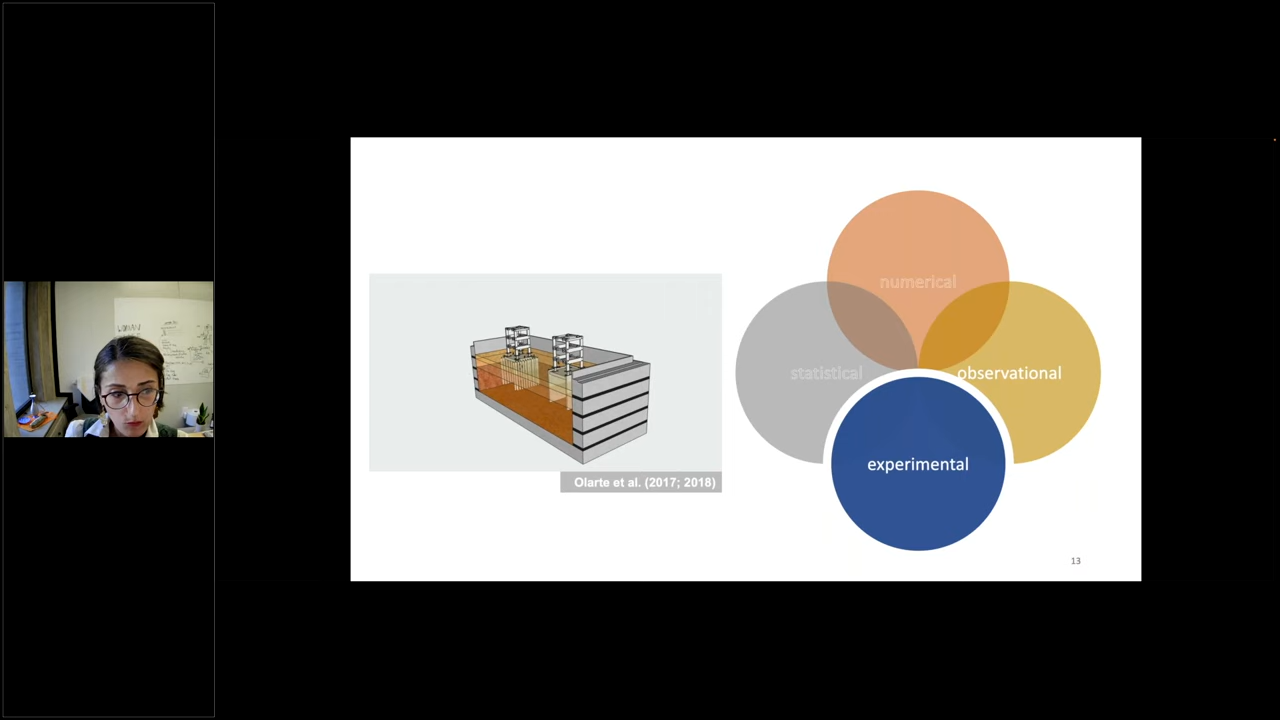 numerical
statistical
observational
experimental
Olarte et al. (2017; 2018)
13